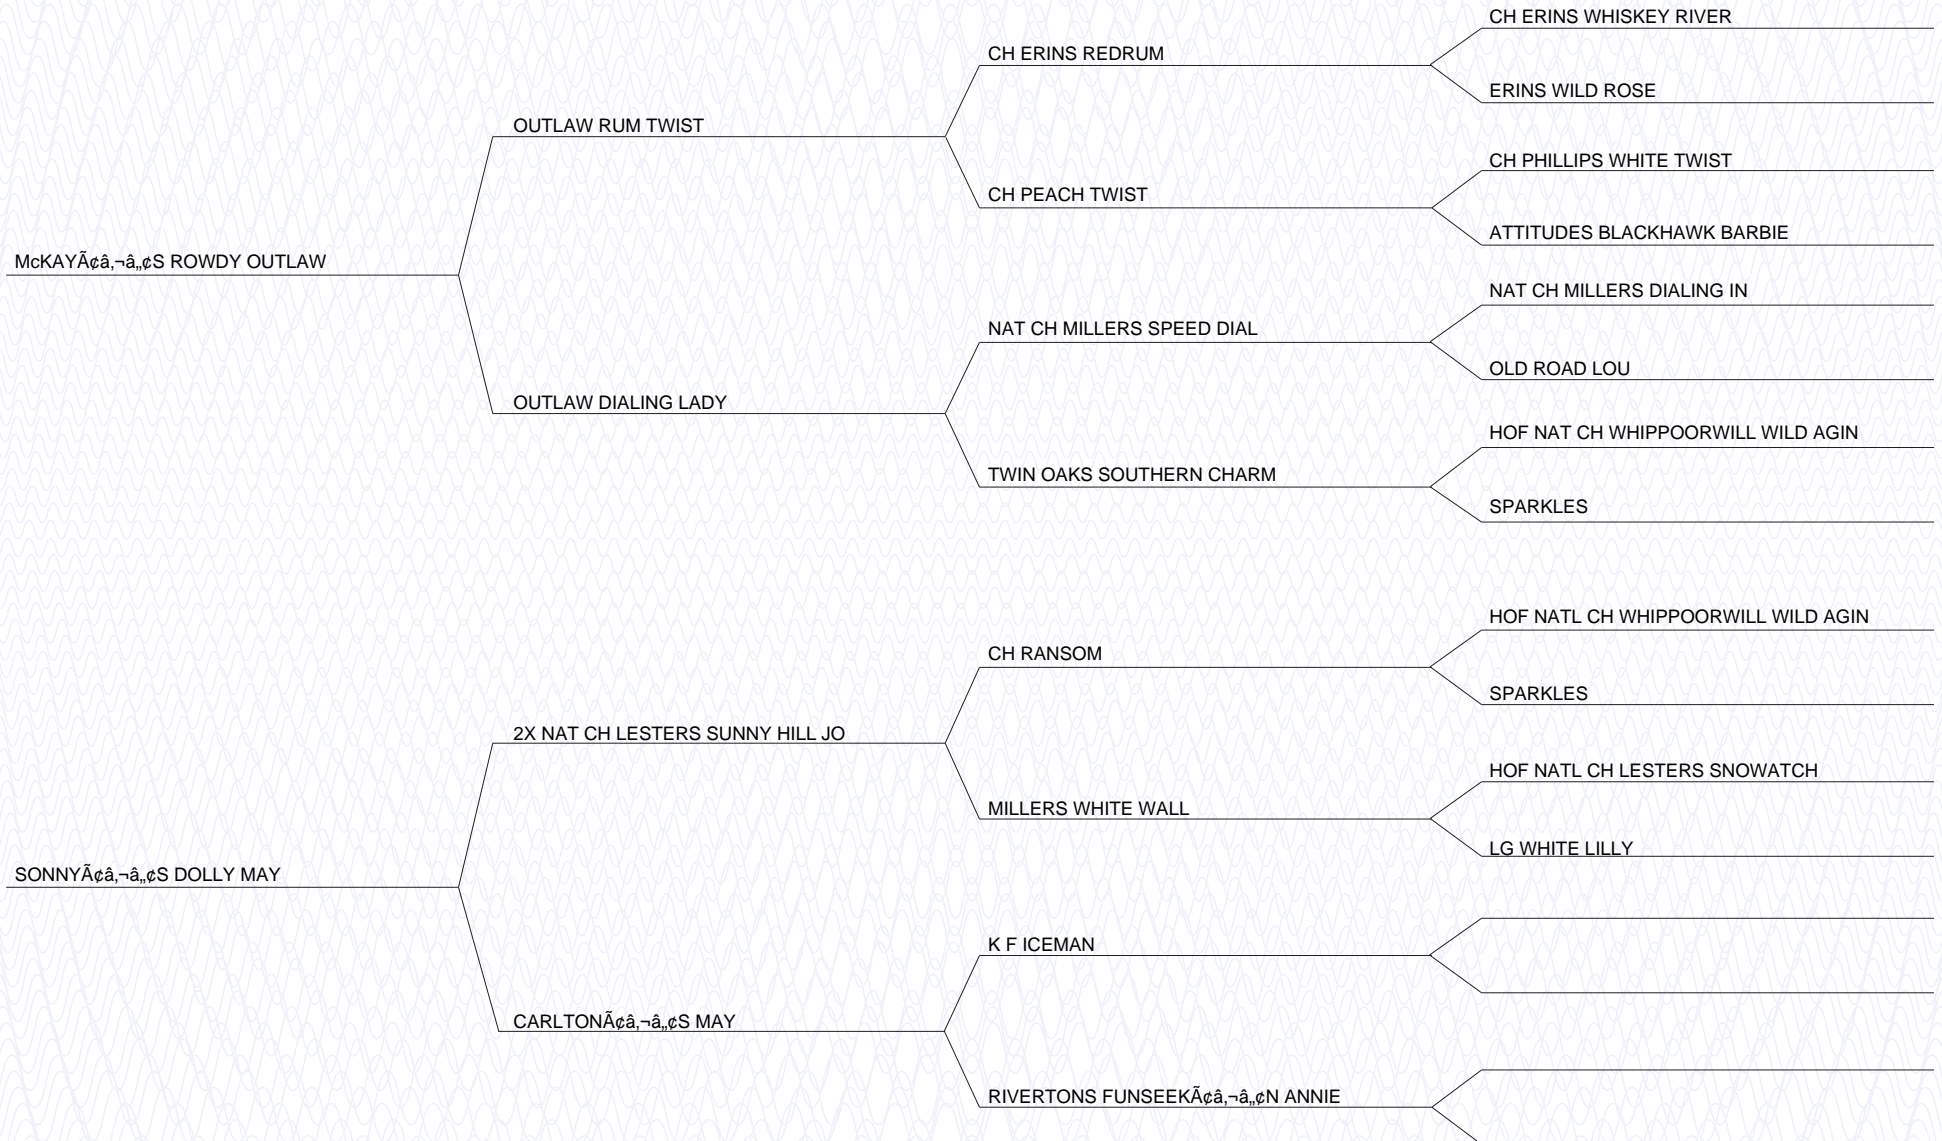 CH ERINS WHISKEY RIVER
CH ERINS REDRUM
ERINS WILD ROSE
OUTLAW RUM TWIST
CH PHILLIPS WHITE TWIST
CH PEACH TWIST
ATTITUDES BLACKHAWK BARBIE
McKAYÃ¢â‚¬â„¢S ROWDY OUTLAW
NAT CH MILLERS DIALING IN
NAT CH MILLERS SPEED DIAL
OLD ROAD LOU
OUTLAW DIALING LADY
HOF NAT CH WHIPPOORWILL WILD AGIN
TWIN OAKS SOUTHERN CHARM
SPARKLES
HOF NATL CH WHIPPOORWILL WILD AGIN
CH RANSOM
SPARKLES
2X NAT CH LESTERS SUNNY HILL JO
HOF NATL CH LESTERS SNOWATCH
MILLERS WHITE WALL
LG WHITE LILLY
SONNYÃ¢â‚¬â„¢S DOLLY MAY
K F ICEMAN
CARLTONÃ¢â‚¬â„¢S MAY
RIVERTONS FUNSEEKÃ¢â‚¬â„¢N ANNIE